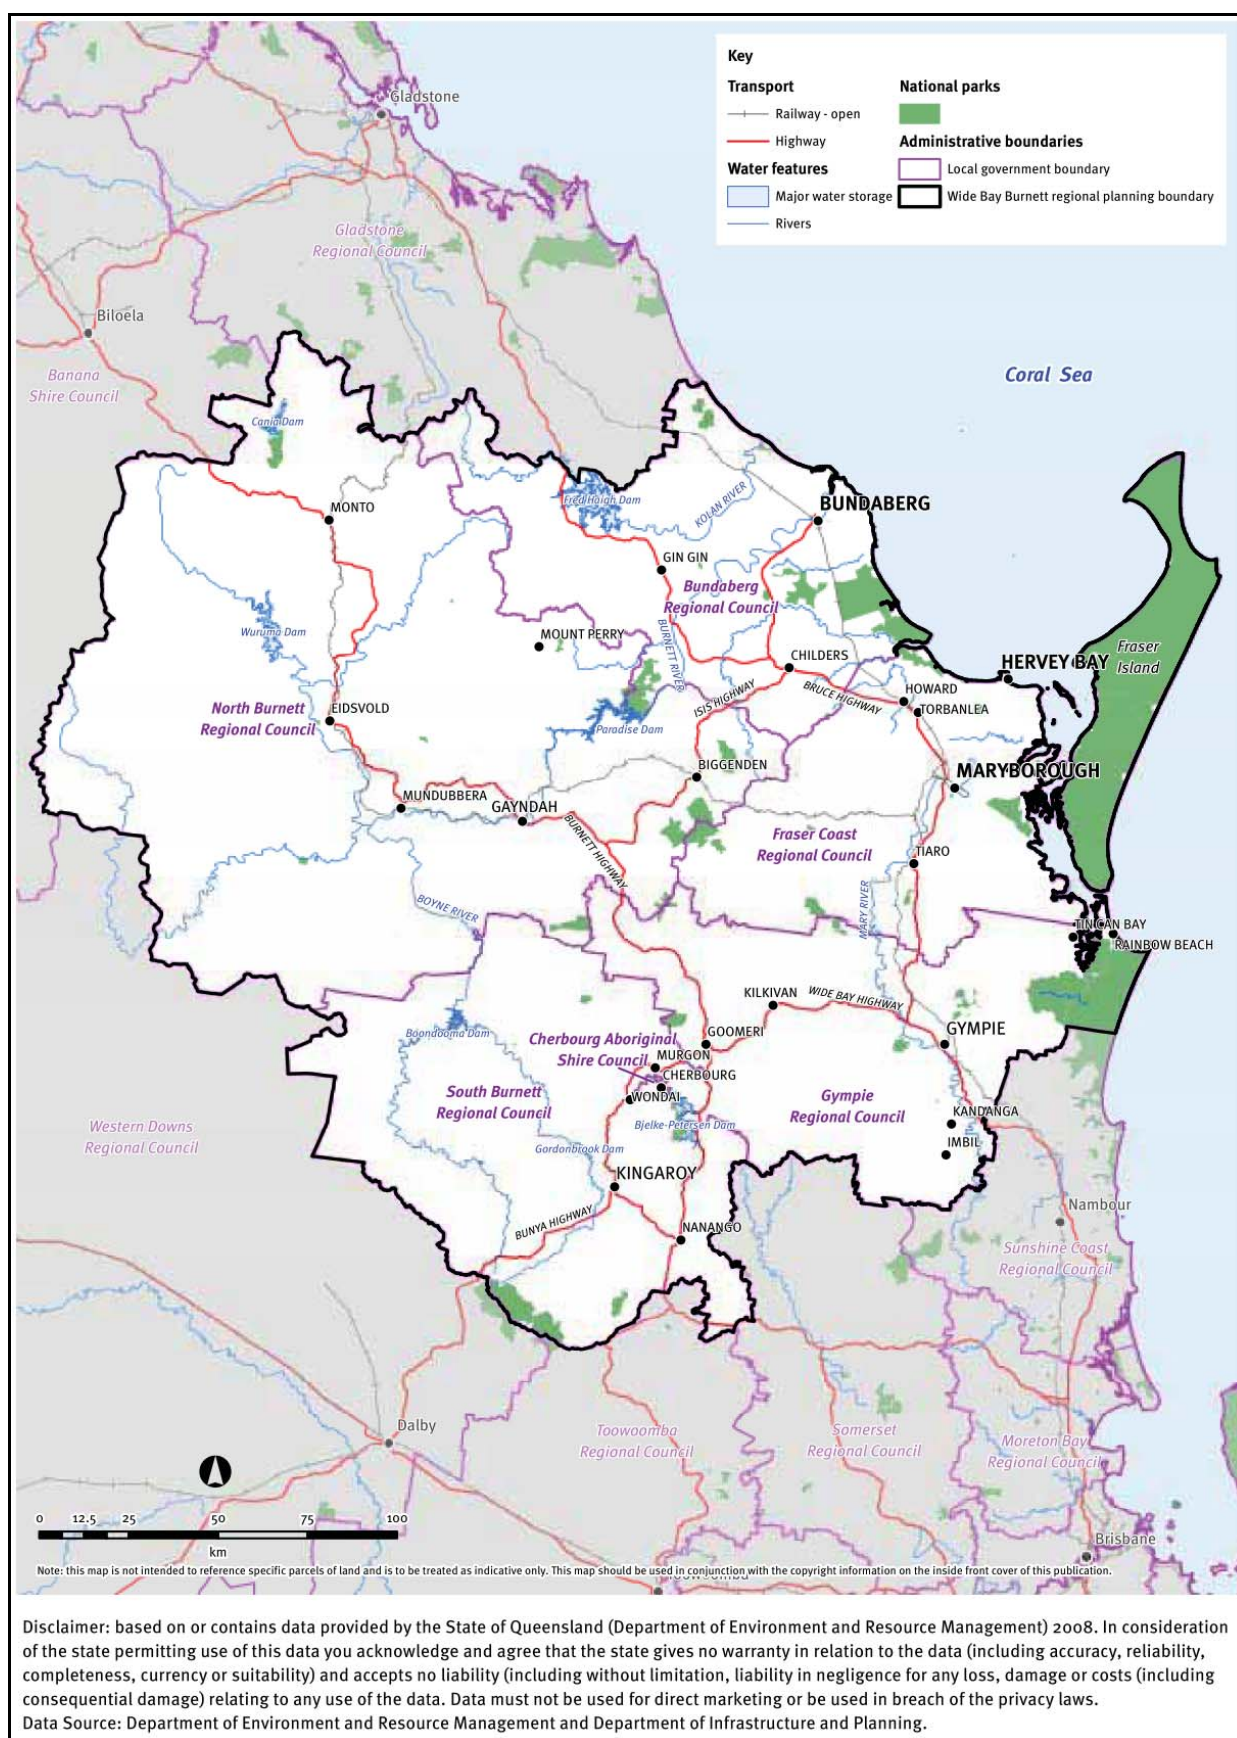 Key
Transport
Railway - open
Highway
Water features
Major water storage
Rivers
National parks
Administrative boundaries
Local government boundary
Wide Bay Burnett regional planning boundary
Gladstone
Gladstone
Regional Council
Biloela
Banana
Shire Council
Coral Sea
Cania Dam
MONTO
Fred Haigh Dam
KOLAN RIVER
BUNDABERG
GIN GIN
Bundaberg
Regional Council
Wuruma Dam
MOUNT PERRY
BURNETT RIVER
CHILDERS
HERVEY BAY
Fraser
Island
North Burnett
Regional Council
EIDSVOLD
ISIS HIGHWAY
BRUCE HIGHWAY
HOWARD
TORBANLEA
Paradise Dam
BIGGENDEN
MARYBOROUGH
MUNDUBBERA
GAYNDAH
BURNETT HIGHWAY
Fraser Coast
Regional Council
TIARO
BOYNE RIVER
MARY RIVER
TIN CAN BAY
RAINBOW BEACH
KILKIVAN
WIDE BAY HIGHWAY
Boondooma Dam
Cherbourg Aboriginal
Shire Council
GOOMERI
GYMPIE
MURGON
CHERBOURG
WONDAI
South Burnett
Regional Council
Gympie
Regional Council
Bjelke-Petersen Dam
KANDANGA
IMBIL
Western Downs
Regional Council
Gordonbrook Dam
KINGAROY
BUNYA HIGHWAY
NANANGO
Nambour
Sunshine Coast
Regional Council
Dalby
Toowoomba
Regional Council
Somerset
Regional Council
Moreton Bay
Regional Council
Brisbane
0 12.5 25 50 75 100
km
Note: this map is not intended to reference specific parcels of land and is to be treated as indicative only. This map should be used in conjunction with the copyright information on the inside front cover of this publication.
Disclaimer: based on or contains data provided by the State of Queensland (Department of Environment and Resource Management) 2008. In consideration
of the state permitting use of this data you acknowledge and agree that the state gives no warranty in relation to the data (including accuracy, reliability,
completeness, currency or suitability) and accepts no liability (including without limitation, liability in negligence for any loss, damage or costs (including
consequential damage) relating to any use of the data. Data must not be used for direct marketing or be used in breach of the privacy laws.
Data Source: Department of Environment and Resource Management and Department of Infrastructure and Planning.